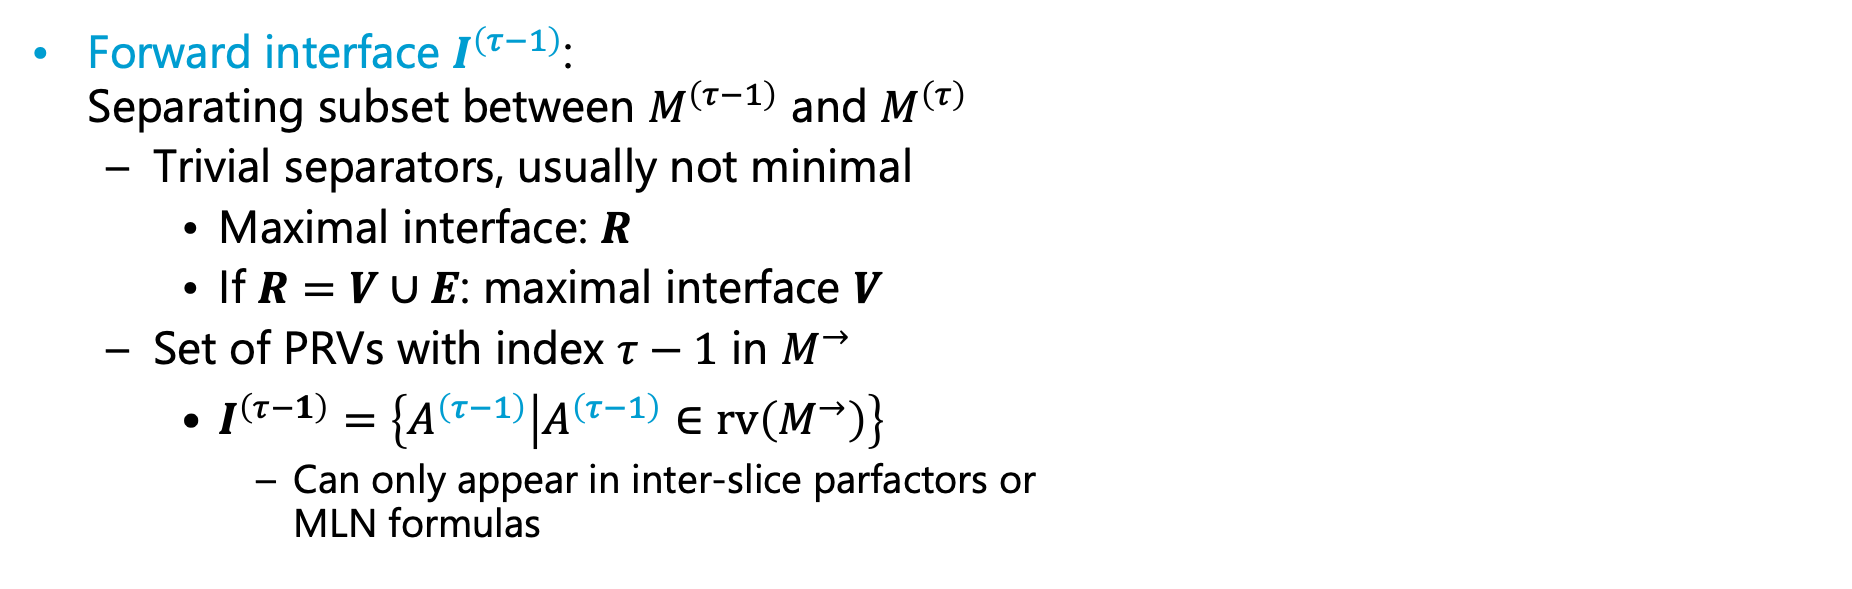 • Forward interface 𝑰^(𝜏−1):
Separating subset between 𝑀^(𝜏−1) and 𝑀^(𝜏)
– Trivial separators, usually not minimal
• Maximal interface: 𝑹
• If 𝑹 = 𝑽 ∪ 𝑬: maximal interface 𝑽
– Set of PRVs with index 𝜏 − 1 in 𝑀^→
• 𝑰^(𝜏−𝟏) = {𝐴^(𝜏−1)|𝐴^(𝜏−1) ∈ rv(𝑀^→)}
– Can only appear in inter-slice parfactors or
MLN formulas